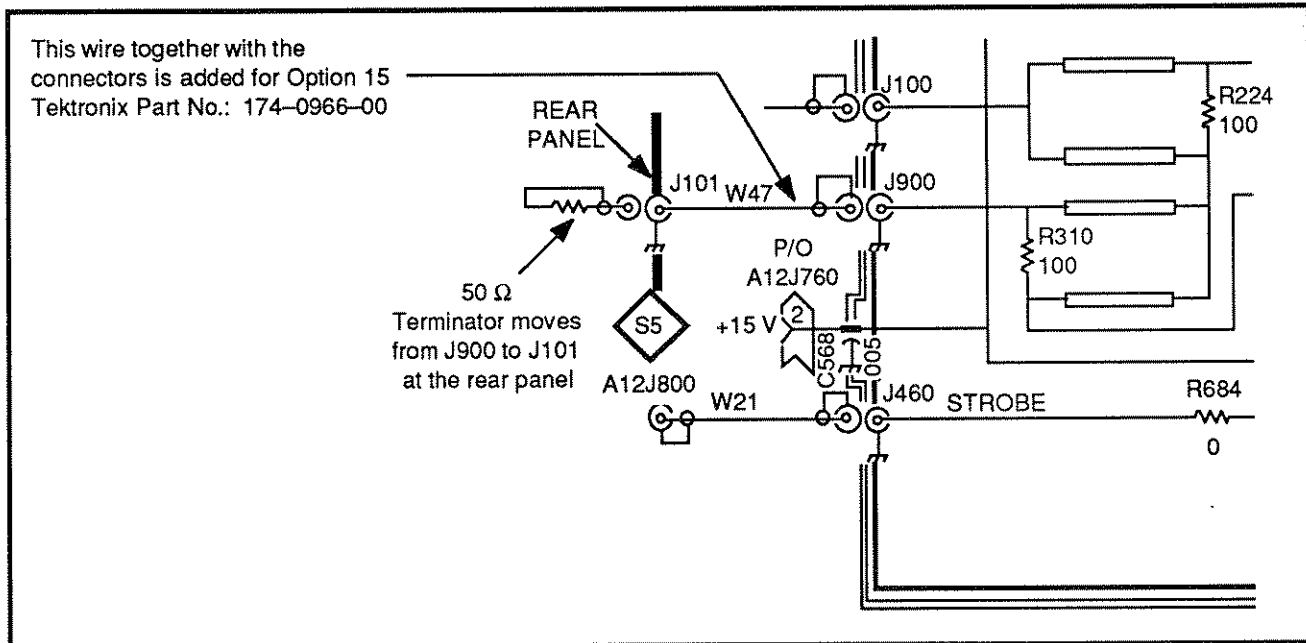 This wire together with the
connectors is added for Option 15
Tektronix Part No.: 174–0966–00
REAR
PANEL
J100
R224
100
J101
W47
J900
R310
100
P/O
A12J760
50 Ω
Terminator moves
from J900 to J101
at the rear panel
S5
+15 V
2
C568
005
A12J800
W21
J460
STROBE
R684
0